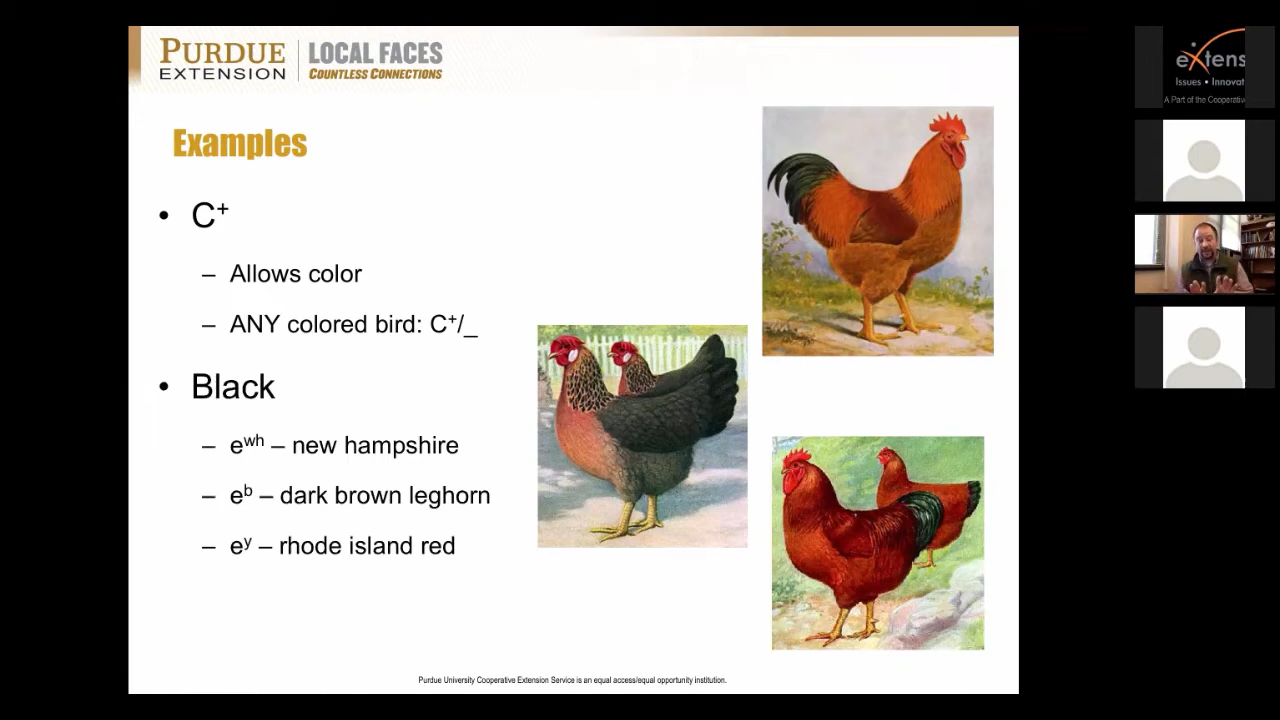 PURDUE
EXTENSION
LOCAL FACES
COUNTLESS CONNECTIONS
Examples
• C⁺
– Allows color
– ANY colored bird: C⁺/_
• Black
– eʷʰ – new hampshire
– eᵇ – dark brown leghorn
– eʸ – rhode island red
Purdue University Cooperative Extension Service is an equal access/equal opportunity institution.
eXtens
Issues • Innovat
A Part of the Cooperativ